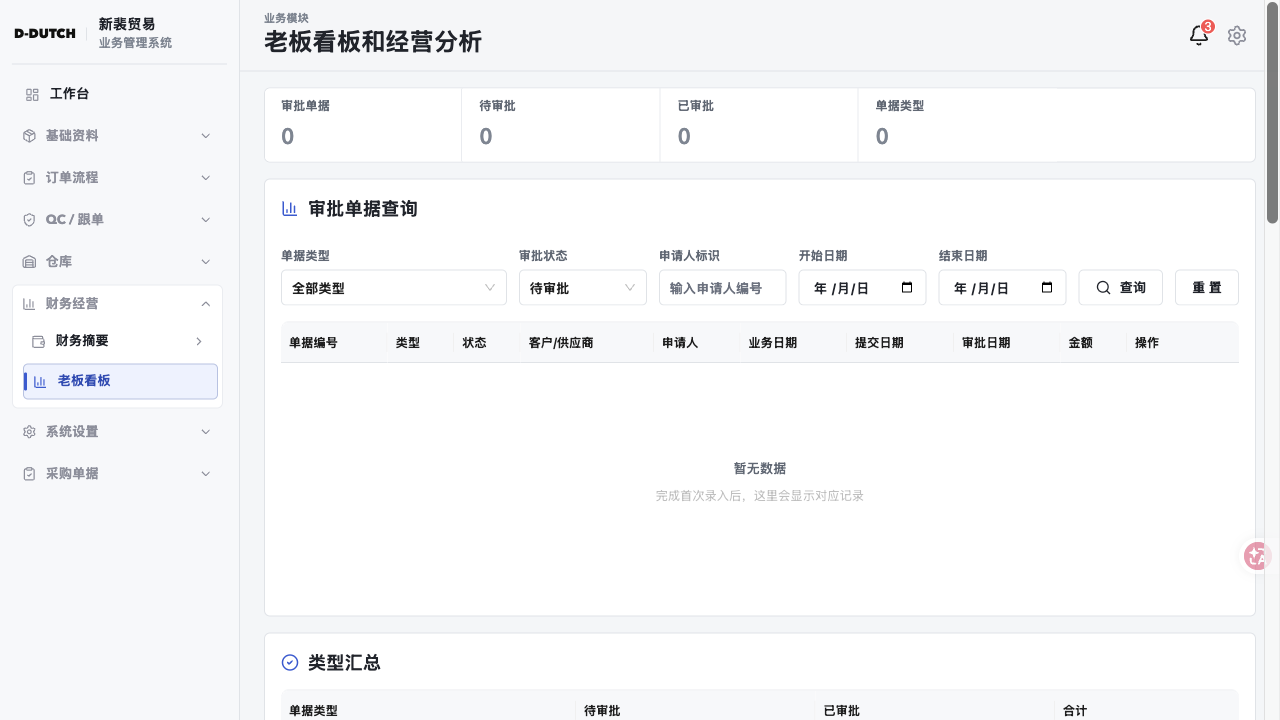 D-DUTCH
新裴贸易
业务管理系统
工作台
基础资料
订单流程
QC / 跟单
仓库
财务经营
财务摘要
老板看板
系统设置
采购单据
业务模块
老板看板和经营分析
3
审批单据
0
待审批
0
已审批
0
单据类型
0
审批单据查询
单据类型
审批状态
申请人标识
开始日期
结束日期
全部类型
待审批
输入申请人编号
年 /月/日
年 /月/日
查询
重 置
单据编号 类型 状态 客户/供应商 申请人 业务日期 提交日期 审批日期 金额 操作
暂无数据
完成首次录入后，这里会显示对应记录
类型汇总
单据类型 待审批 已审批 合计